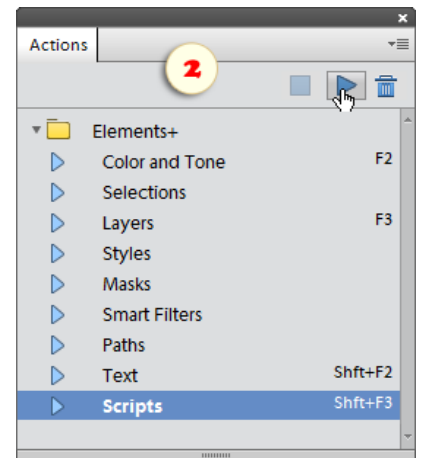 Actions
2
Elements+
Color and Tone F2
Selections
Layers F3
Styles
Masks
Smart Filters
Paths
Text Shft+F2
Scripts Shft+F3